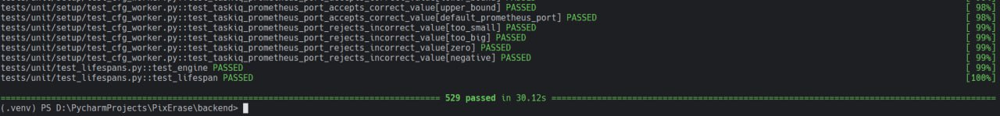 tests/unit/setup/test_cfg_worker.py::test_taskiq_prometheus_port_accepts_correct_value[upper_bound] PASSED [ 98%]
tests/unit/setup/test_cfg_worker.py::test_taskiq_prometheus_port_accepts_correct_value[default_prometheus_port] PASSED [ 98%]
tests/unit/setup/test_cfg_worker.py::test_taskiq_prometheus_port_rejects_incorrect_value[too_small] PASSED [ 99%]
tests/unit/setup/test_cfg_worker.py::test_taskiq_prometheus_port_rejects_incorrect_value[too_big] PASSED [ 99%]
tests/unit/setup/test_cfg_worker.py::test_taskiq_prometheus_port_rejects_incorrect_value[zero] PASSED [ 99%]
tests/unit/setup/test_cfg_worker.py::test_taskiq_prometheus_port_rejects_incorrect_value[negative] PASSED [ 99%]
tests/unit/test_lifespans.py::test_engine PASSED [ 99%]
tests/unit/test_lifespans.py::test_lifespan PASSED [100%]
529 passed in 30.12s
(.venv) PS D:\PycharmProjects\PixErase\backend>